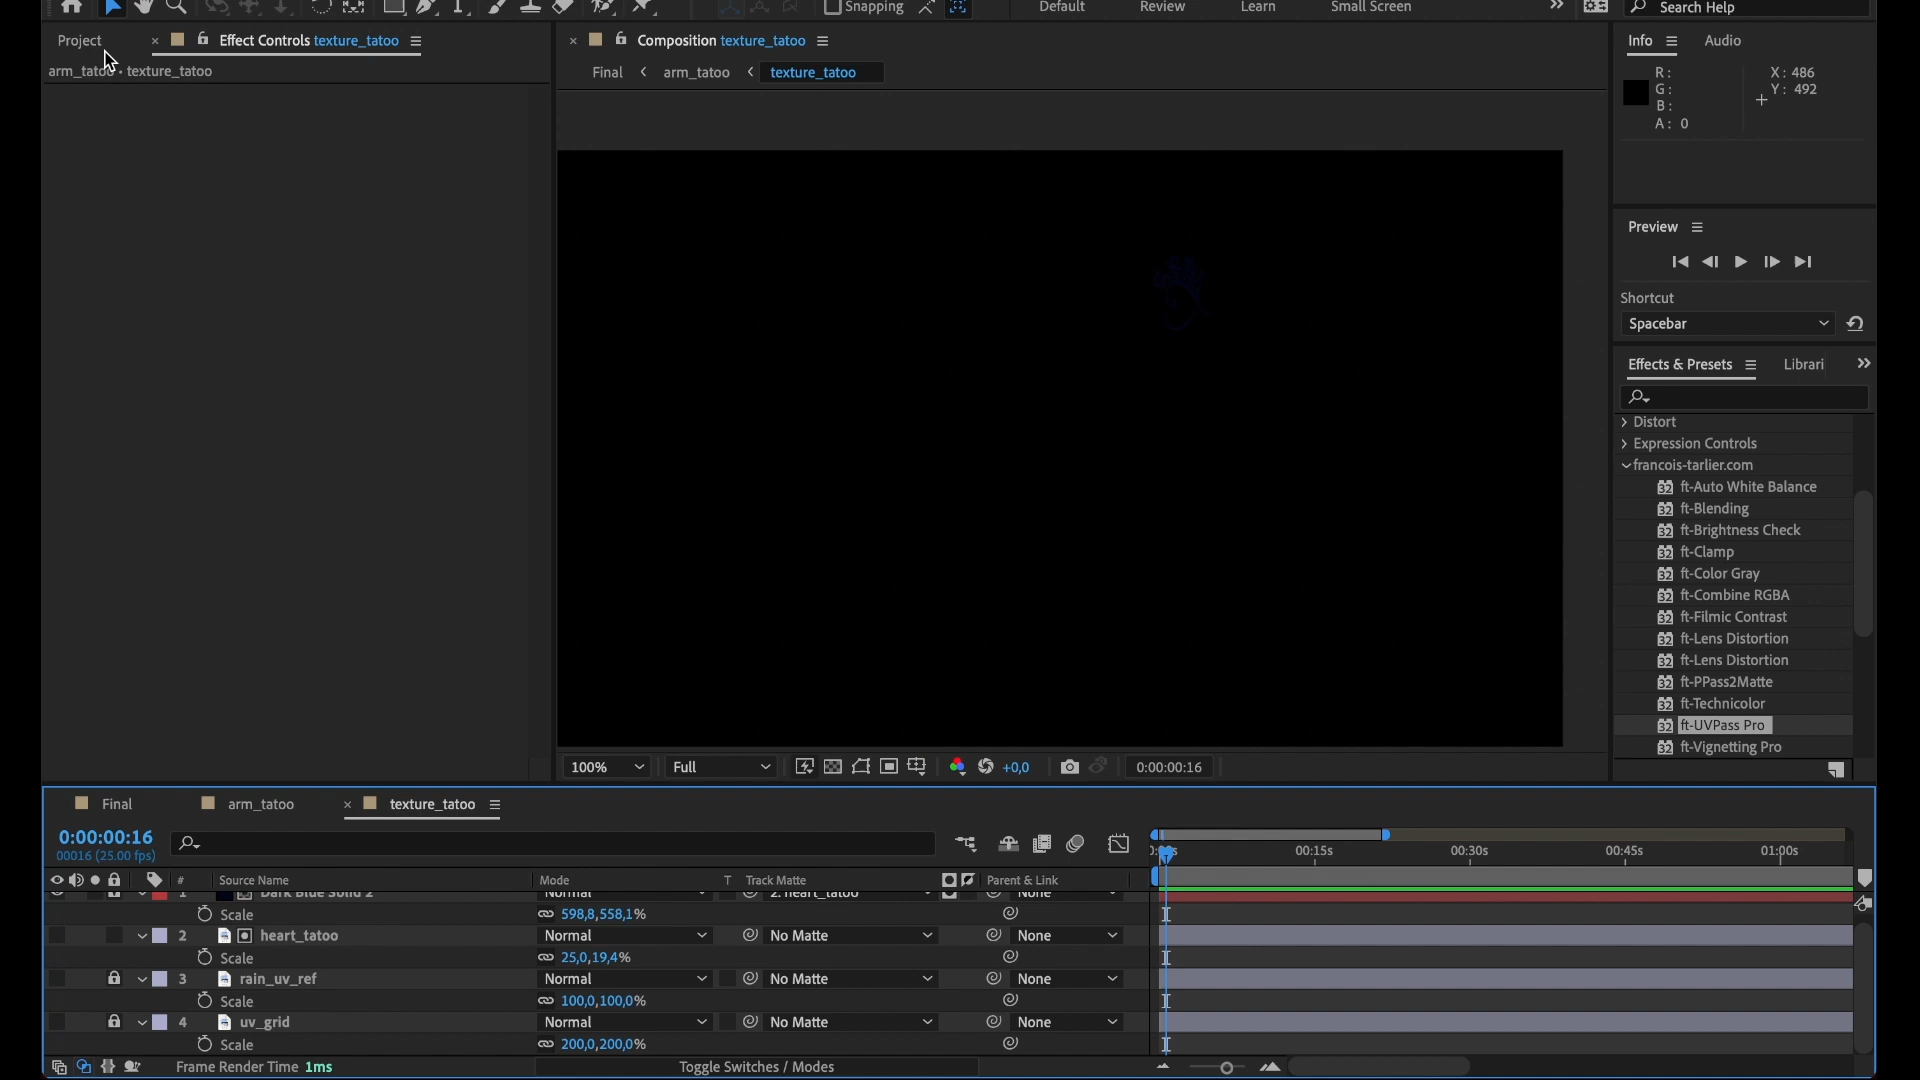 Snapping
Default
Review
Learn
Small Screen
Search Help
Project
Effect Controls texture_tatoo
arm_tatoo • texture_tatoo
Composition texture_tatoo
Final
arm_tatoo
texture_tatoo
Info
Audio
R:
G:
B:
A: 0
X: 486
Y: 492
Preview
Shortcut
Spacebar
Effects & Presets
Librari
Distort
Expression Controls
francois-tarlier.com
ft-Auto White Balance
ft-Blending
ft-Brightness Check
ft-Clamp
ft-Color Gray
ft-Combine RGBA
ft-Filmic Contrast
ft-Lens Distortion
ft-Lens Distortion
ft-PPass2Matte
ft-Technicolor
ft-UVPass Pro
ft-Vignetting Pro
100%
Full
+0,0
0:00:00:16
Final
arm_tatoo
texture_tatoo
0:00:00:16
00016 (25.00 fps)
00:15s
00:30s
00:45s
01:00s
# Source Name Mode T Track Matte Parent & Link
1 Dark Blue Solid 2 Normal 2. heart_tatoo None
Scale 598,8,558,1%
2 heart_tatoo Normal No Matte None
Scale 25,0,19,4%
3 rain_uv_ref Normal No Matte None
Scale 100,0,100,0%
4 uv_grid Normal No Matte None
Scale 200,0,200,0%
Frame Render Time 1ms
Toggle Switches / Modes